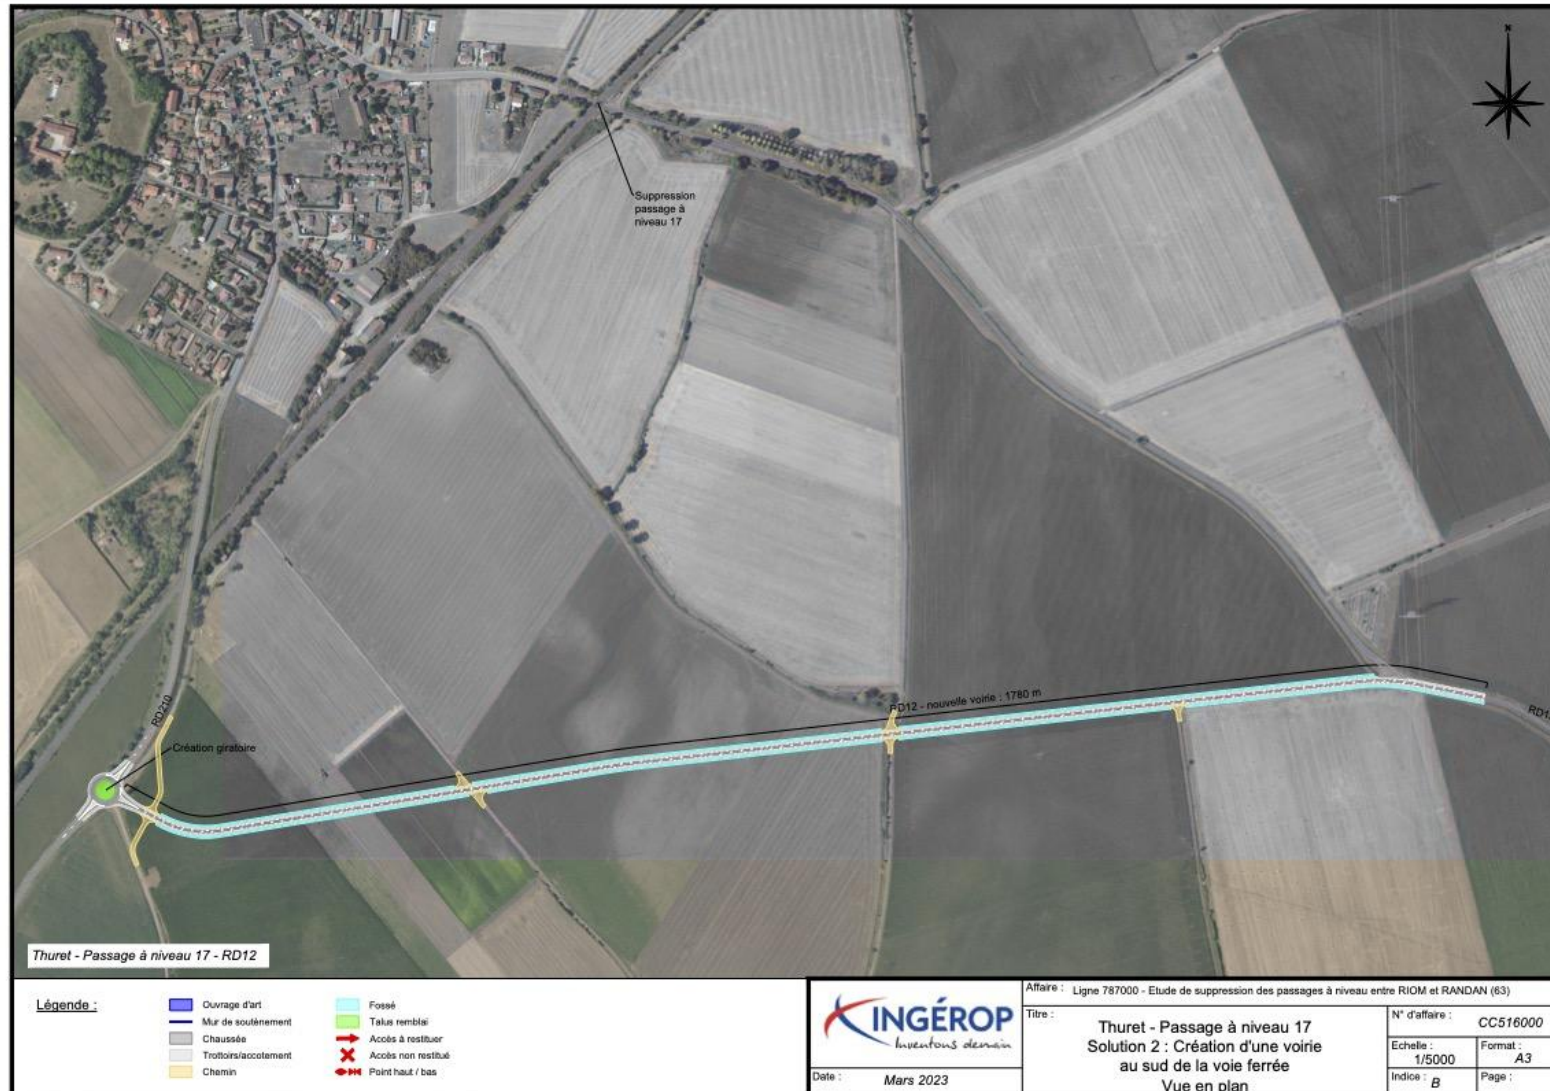 N
Suppression
passage à
niveau 17
RD12 - nouvelle voirie : 1780 m
RD210
Création giratoire
Thuret - Passage à niveau 17 - RD12
Légende :
Ouvrage d'art
Mur de soutènement
Chaussée
Trottoirs/accotement
Chemin
Fossé
Talus remblai
Accès à restituer
Accès non restitué
Point haut / bas
INGÉROP
Inventons demain
Date : Mars 2023
Affaire : Ligne 787000 - Etude de suppression des passages à niveau entre RIOM et RANDAN (63)
Titre :
Thuret - Passage à niveau 17
Solution 2 : Création d'une voirie
au sud de la voie ferrée
Vue en plan
N° d'affaire :
CC516000
Echelle :
1/5000
Format :
A3
Indice : B
Page :